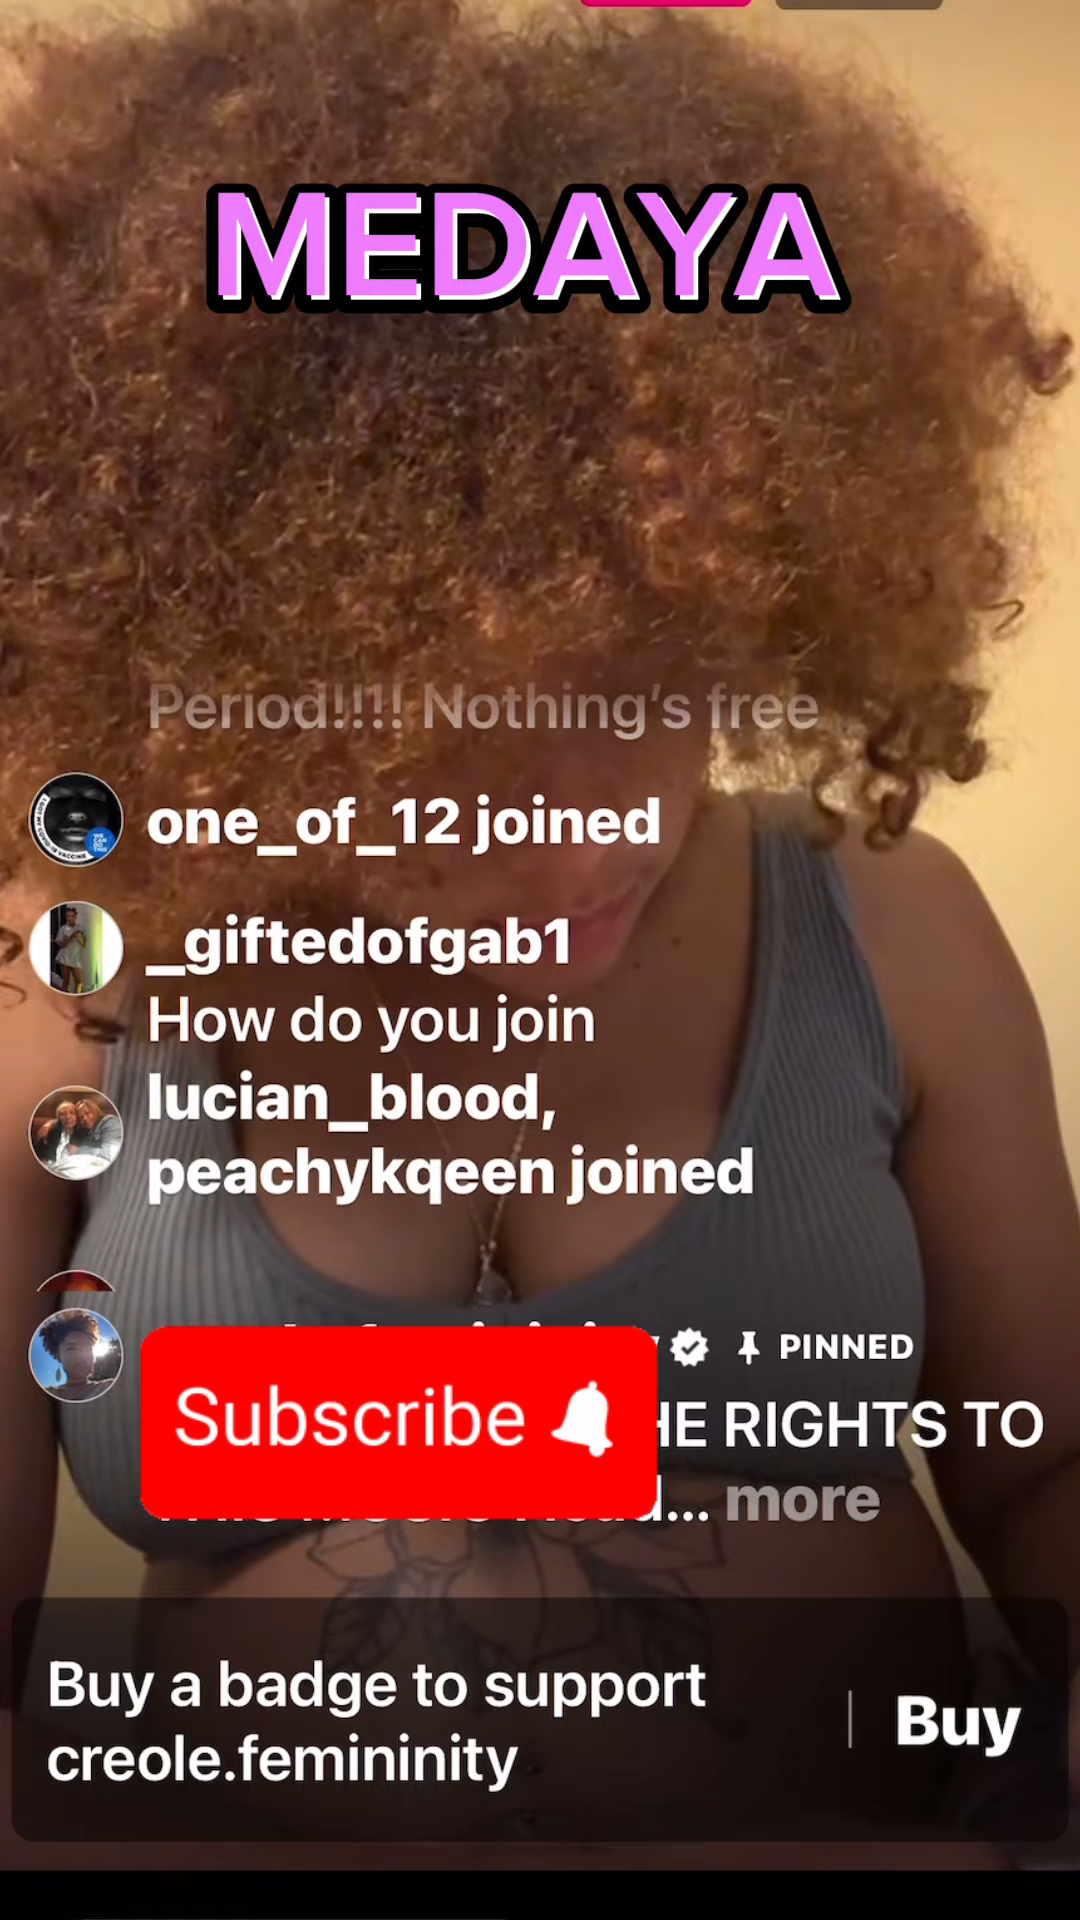 MEDAYA
Period!!!! Nothing's free
one_of_12 joined
_giftedofgab1
How do you join
lucian_blood,
peachykqeen joined
PINNED
Subscribe
HE RIGHTS TO
... more
Buy a badge to support
creole.femininity
Buy